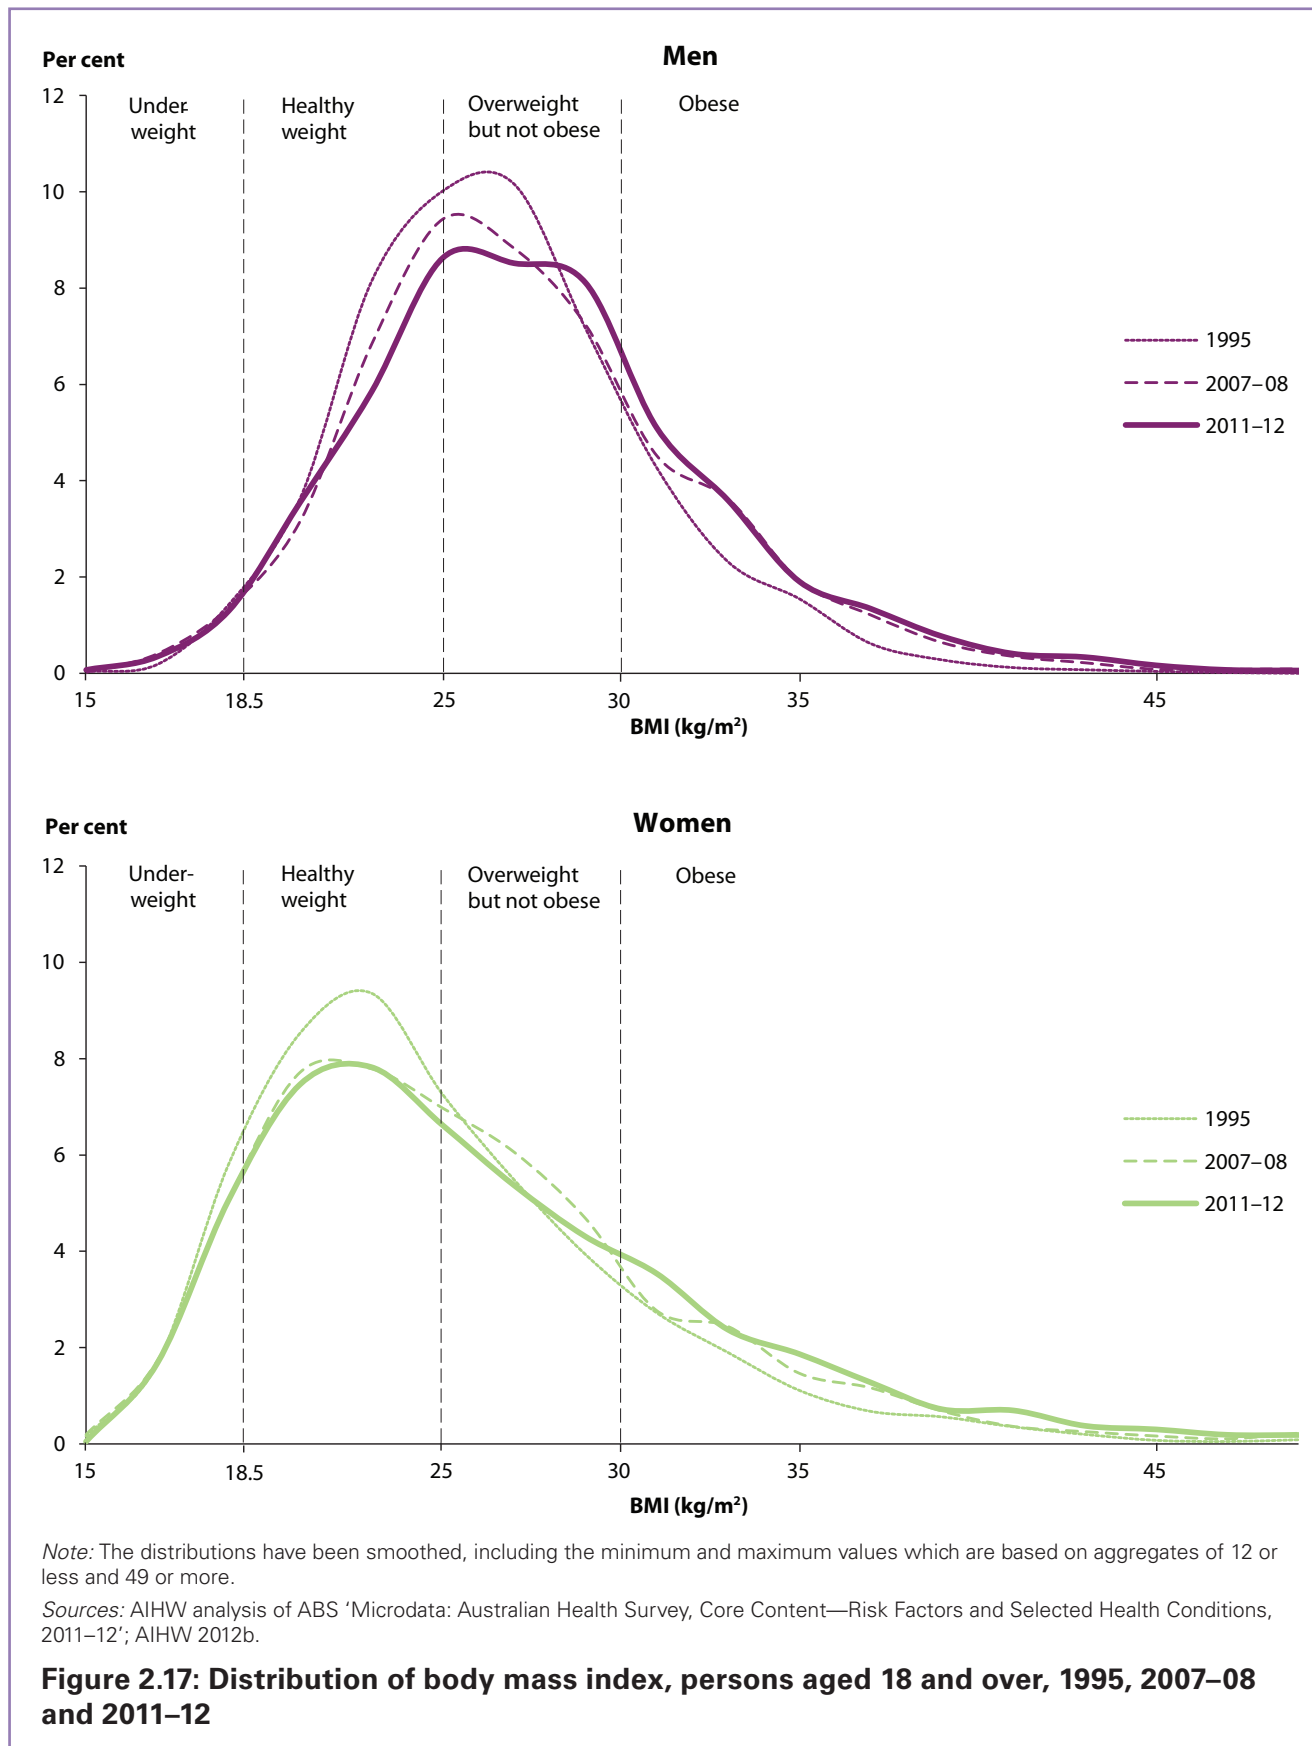 Men
Per cent
12
Under-
weight
Healthy
weight
Overweight
but not obese
Obese
10
8
6
4
2
0
1995
2007–08
2011–12
15
18.5
25
30
35
45
BMI (kg/m²)
Women
Per cent
12
Under-
weight
Healthy
weight
Overweight
but not obese
Obese
10
8
6
4
2
0
1995
2007–08
2011–12
15
18.5
25
30
35
45
BMI (kg/m²)
Note: The distributions have been smoothed, including the minimum and maximum values which are based on aggregates of 12 or
less and 49 or more.
Sources: AIHW analysis of ABS ‘Microdata: Australian Health Survey, Core Content—Risk Factors and Selected Health Conditions,
2011–12’; AIHW 2012b.
Figure 2.17: Distribution of body mass index, persons aged 18 and over, 1995, 2007–08
and 2011–12